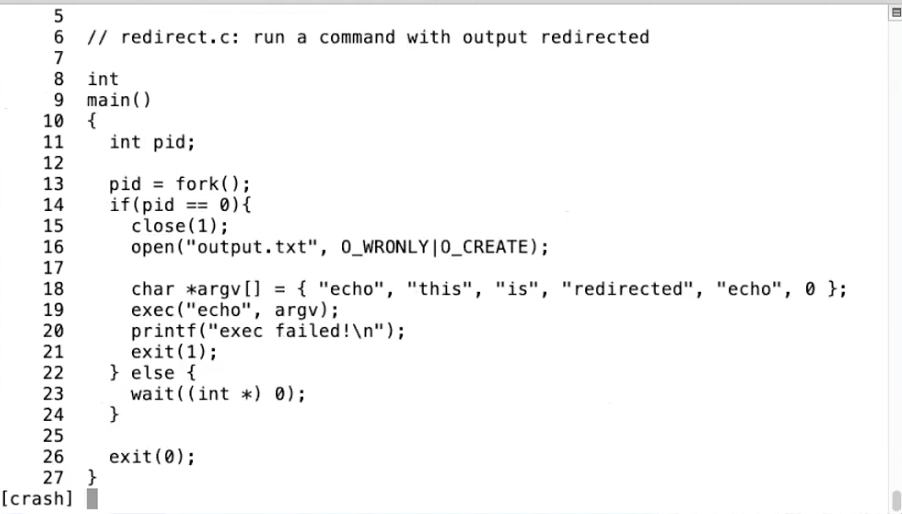 5
6 // redirect.c: run a command with output redirected
7
8 int
9 main()
10 {
11   int pid;
12
13   pid = fork();
14   if(pid == 0){
15     close(1);
16     open("output.txt", O_WRONLY|O_CREATE);
17
18     char *argv[] = { "echo", "this", "is", "redirected", "echo", 0 };
19     exec("echo", argv);
20     printf("exec failed!\n");
21     exit(1);
22   } else {
23     wait((int *) 0);
24   }
25
26   exit(0);
27 }
[crash]